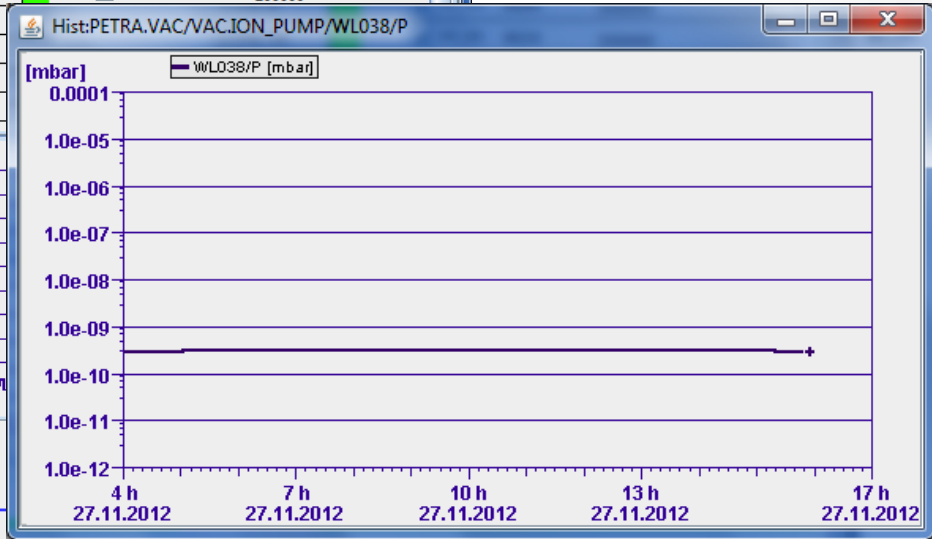 Hist:PETRA.VAC/VAC.ION_PUMP/WL038/P
[mbar]
WL038/P [mbar]
0.0001
1.0e-05
1.0e-06
1.0e-07
1.0e-08
1.0e-09
1.0e-10
1.0e-11
1.0e-12
4 h 7 h 10 h 13 h 17 h
27.11.2012 27.11.2012 27.11.2012 27.11.2012 27.11.2012